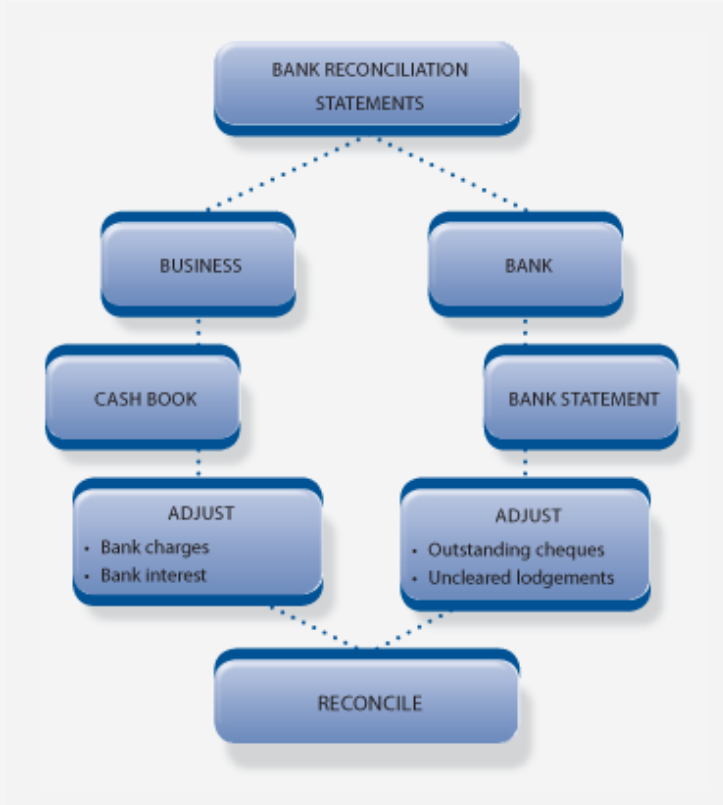 BANK RECONCILIATION
STATEMENTS
BUSINESS
BANK
CASH BOOK
BANK STATEMENT
ADJUST
• Bank charges
• Bank interest
ADJUST
• Outstanding cheques
• Uncleared lodgements
RECONCILE